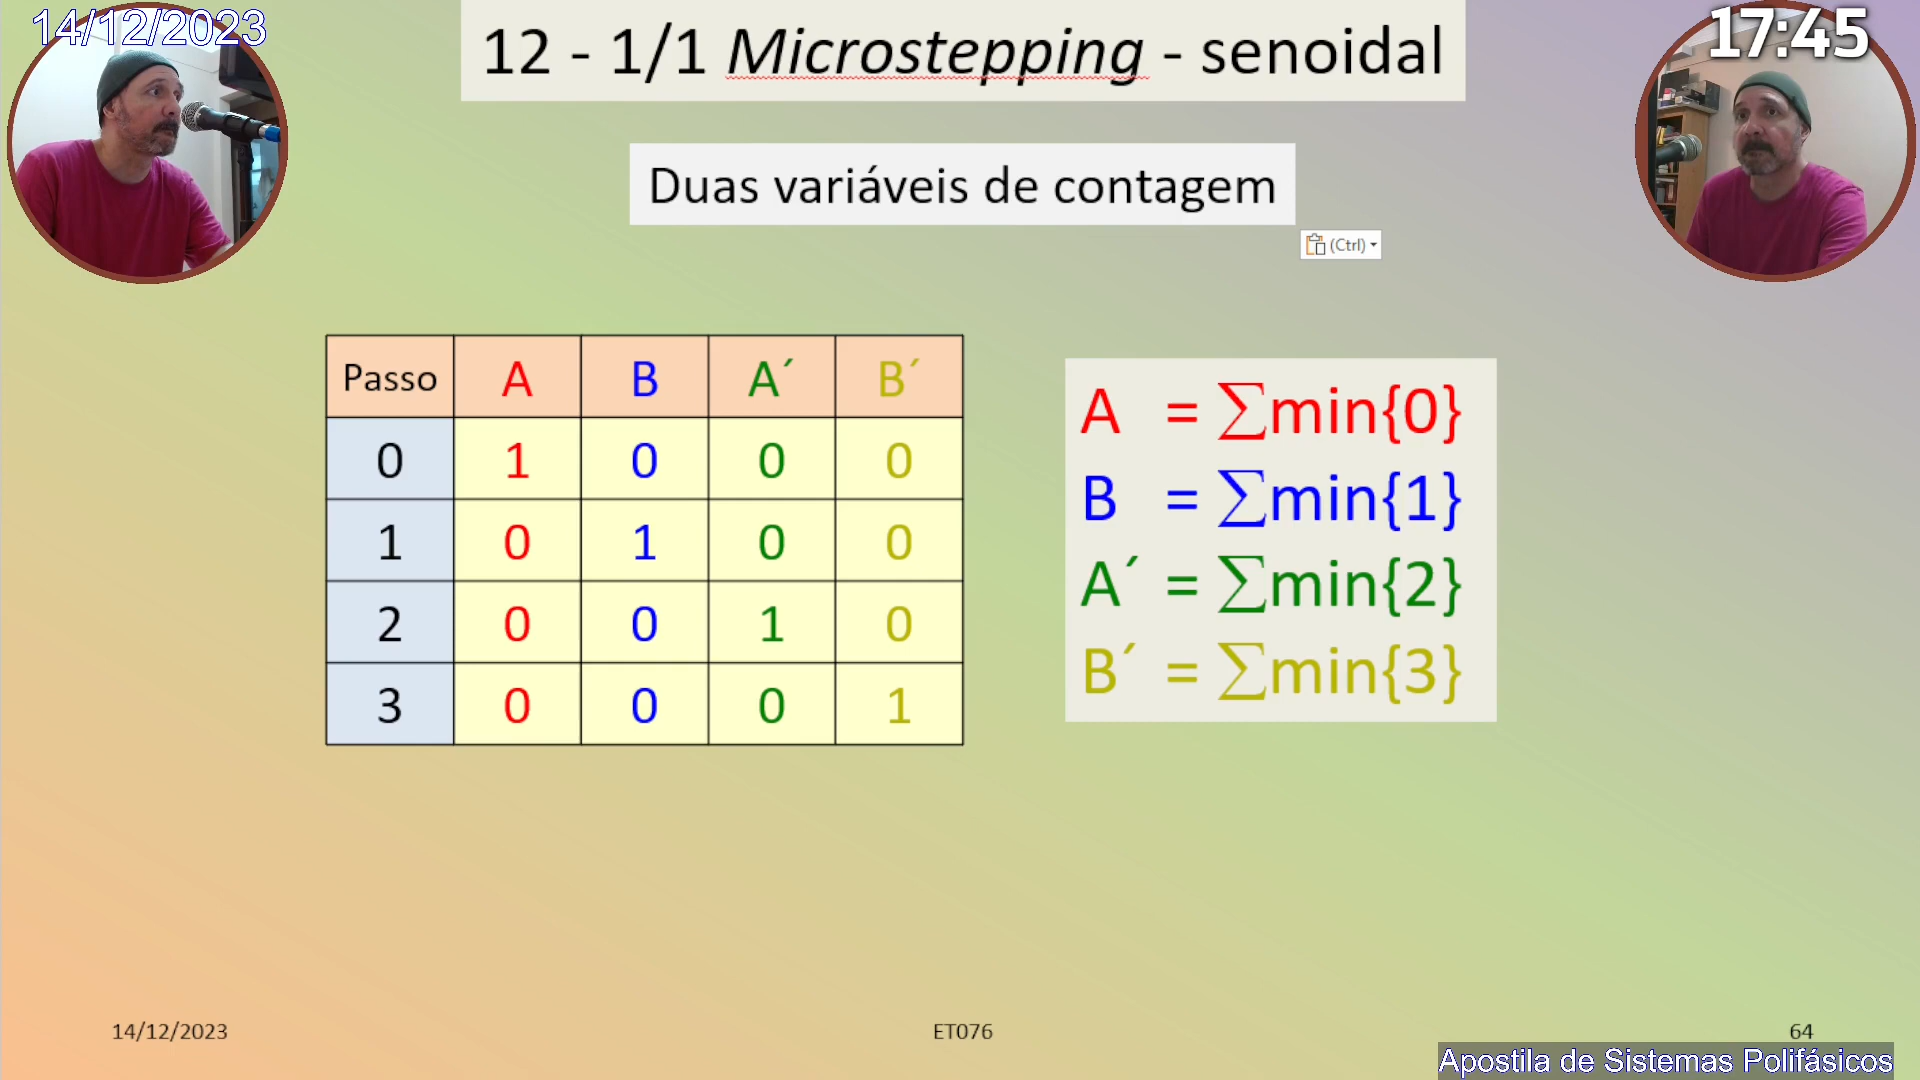 14/12/2023
17:45
12 - 1/1 Microstepping - senoidal
Duas variáveis de contagem
(Ctrl)
Passo A B A´ B´
0 1 0 0 0
1 0 1 0 0
2 0 0 1 0
3 0 0 0 1
A = ∑min{0}
B = ∑min{1}
A´ = ∑min{2}
B´ = ∑min{3}
14/12/2023
ET076
64
Apostila de Sistemas Polifásicos